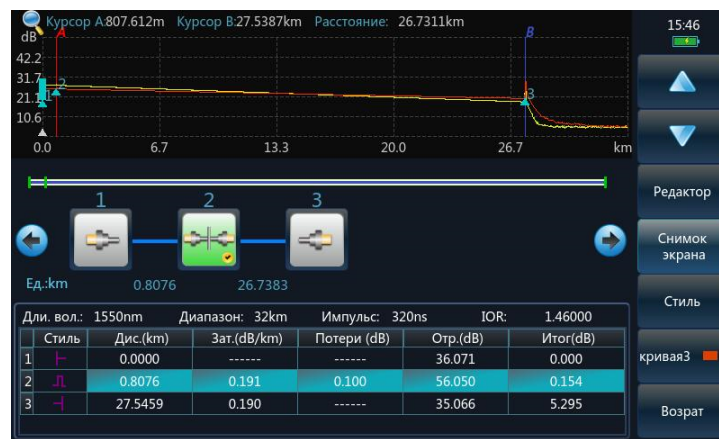 Курсор A:807.612m Курсор B:27.5387km Расстояние: 26.7311km
15:46
dB A B
42.2
31.7
21.1
10.6
1 2 3
0.0 6.7 13.3 20.0 26.7 km
Редактор
1 2 3
Снимок экрана
Ед.:km 0.8076 26.7383
Стиль
Дли. вол.: 1550nm Диапазон: 32km Импульс: 320ns IOR: 1.46000
Стиль Дис.(km) Зат.(dB/km) Потери (dB) Отр.(dB) Итог(dB)
1 0.0000 ------ ------ 36.071 0.000
кривая3
2 0.8076 0.191 0.100 56.050 0.154
3 27.5459 0.190 ------ 35.066 5.295
Возрат